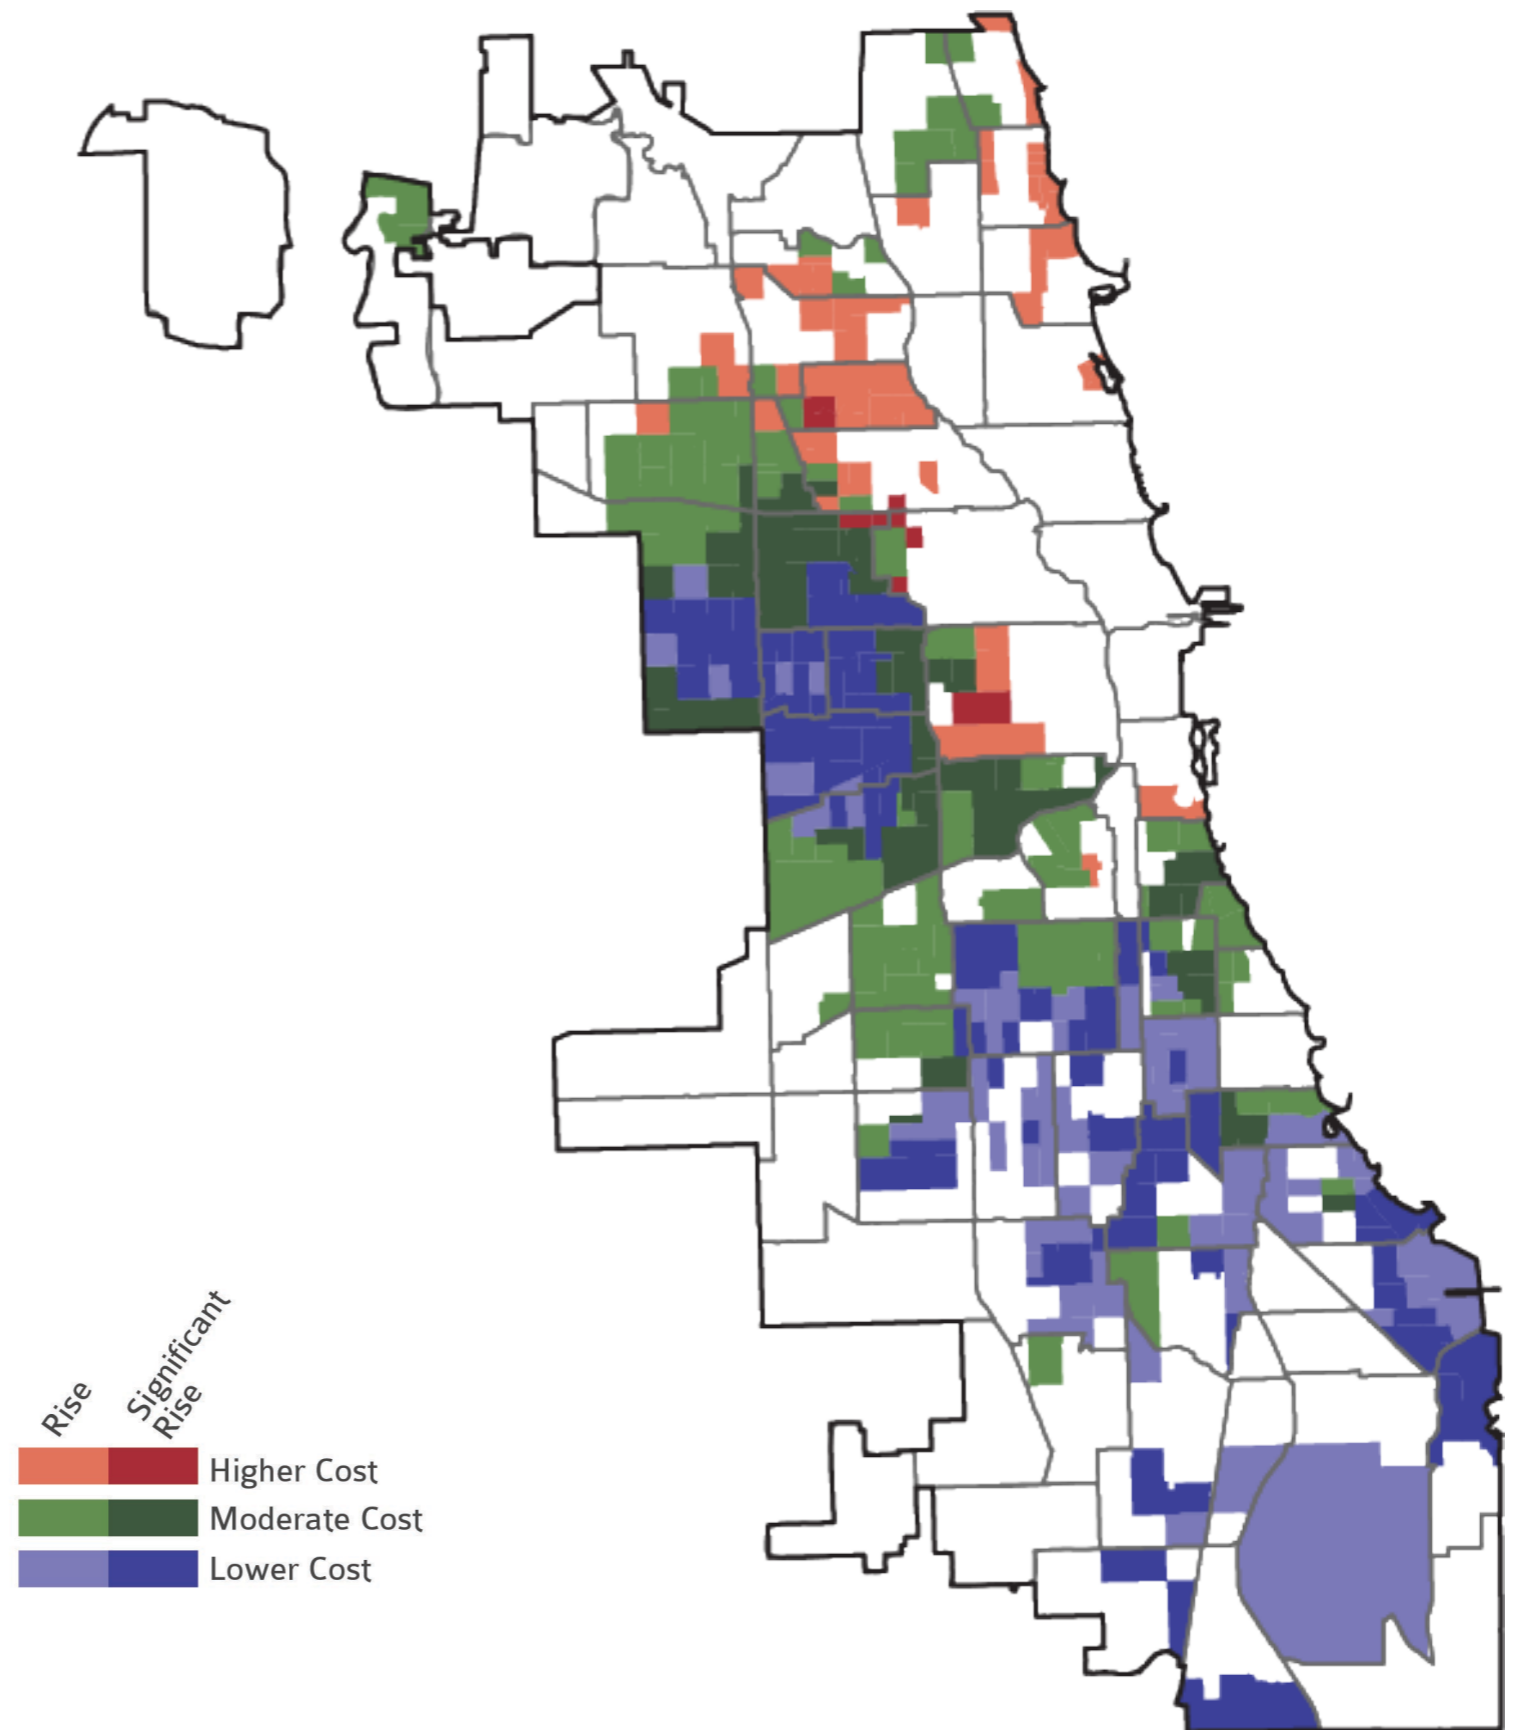 Rise
Significant
Rise
Higher Cost
Moderate Cost
Lower Cost